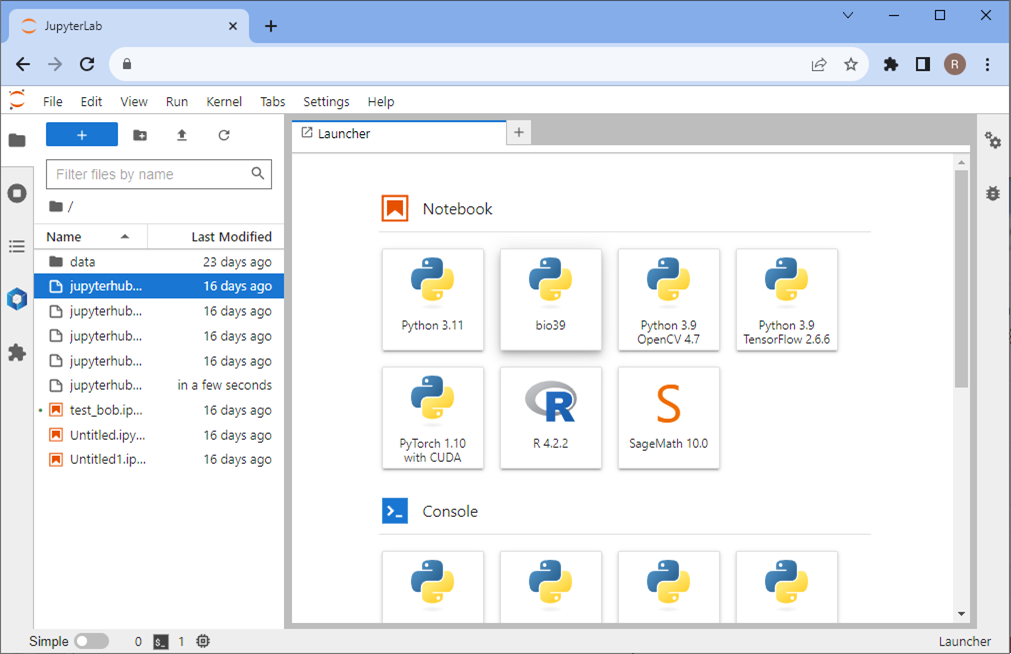 JupyterLab
R
File Edit View Run Kernel Tabs Settings Help
Launcher
Filter files by name
/
Name Last Modified
data 23 days ago
jupyterhub... 16 days ago
jupyterhub... 16 days ago
jupyterhub... 16 days ago
jupyterhub... 16 days ago
jupyterhub... in a few seconds
test_bob.ip... 16 days ago
Untitled.ipy... 16 days ago
Untitled1.ip... 16 days ago
Notebook
Python 3.11
bio39
Python 3.9
OpenCV 4.7
Python 3.9
TensorFlow 2.6.6
PyTorch 1.10
with CUDA
R 4.2.2
SageMath 10.0
Console
Simple 0 1 Launcher